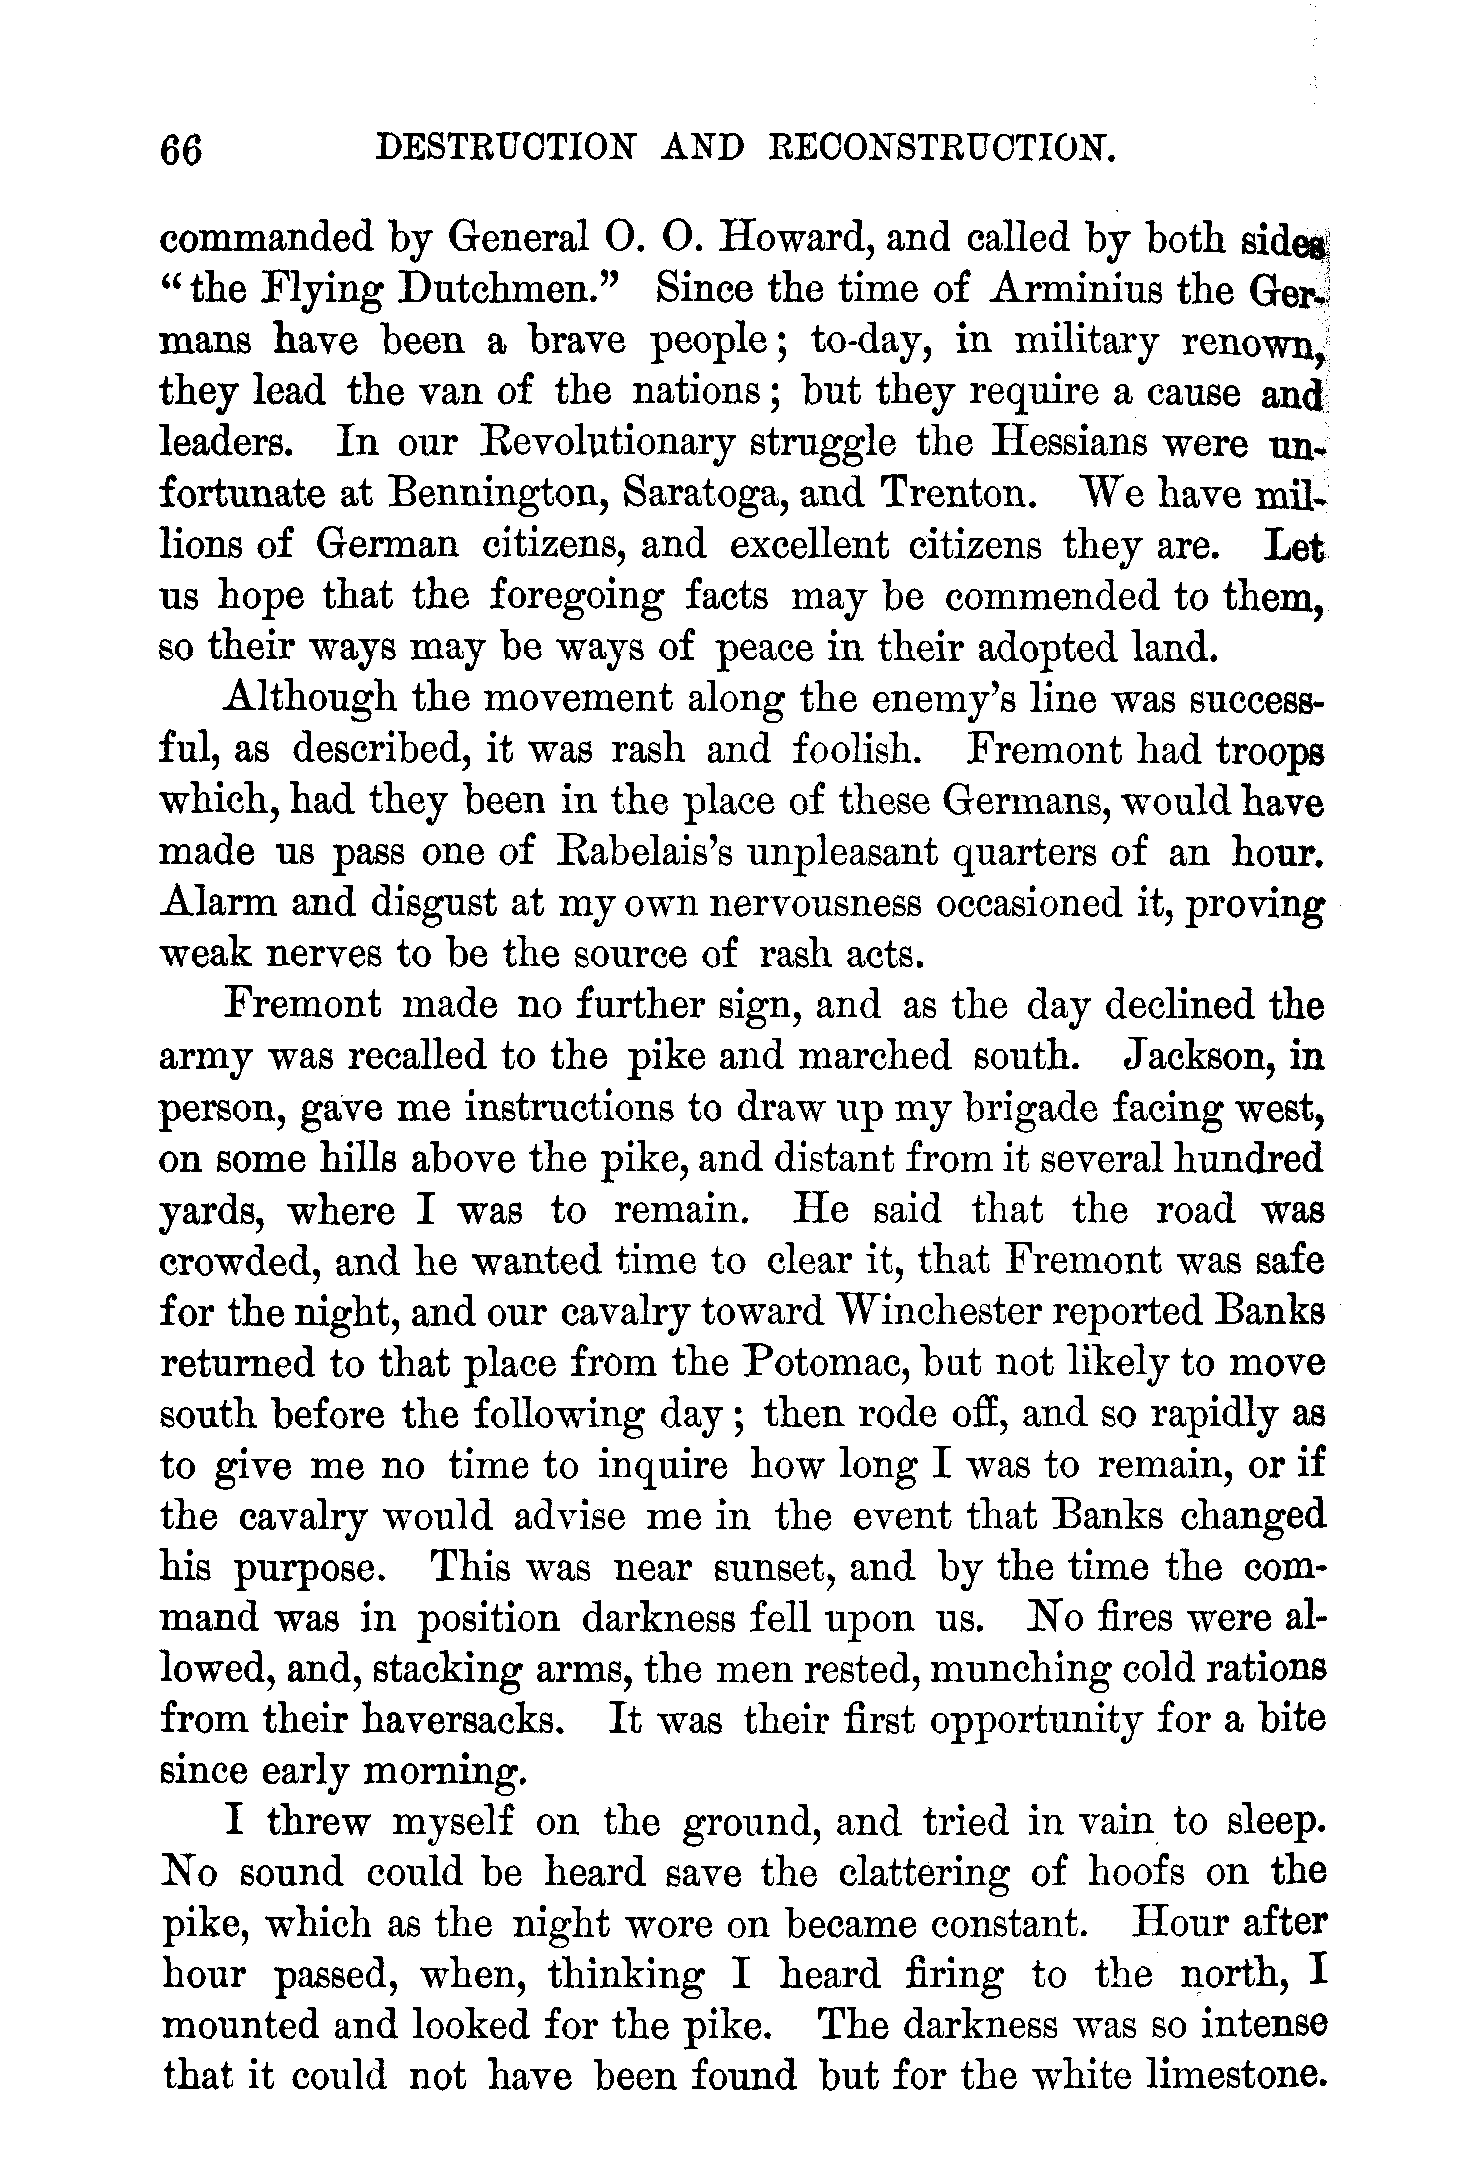 66 DESTRUCTION AND RECONSTRUCTION.
commanded by General O. O. Howard, and called by both sides
“the Flying Dutchmen.” Since the time of Arminius the Ger-
mans have been a brave people; to-day, in military renown,
they lead the van of the nations; but they require a cause and
leaders. In our Revolutionary struggle the Hessians were un-
fortunate at Bennington, Saratoga, and Trenton. We have mil-
lions of German citizens, and excellent citizens they are. Let
us hope that the foregoing facts may be commended to them,
so their ways may be ways of peace in their adopted land.
Although the movement along the enemy’s line was success-
ful, as described, it was rash and foolish. Fremont had troops
which, had they been in the place of these Germans, would have
made us pass one of Rabelais’s unpleasant quarters of an hour.
Alarm and disgust at my own nervousness occasioned it, proving
weak nerves to be the source of rash acts.
Fremont made no further sign, and as the day declined the
army was recalled to the pike and marched south. Jackson, in
person, gave me instructions to draw up my brigade facing west,
on some hills above the pike, and distant from it several hundred
yards, where I was to remain. He said that the road was
crowded, and he wanted time to clear it, that Fremont was safe
for the night, and our cavalry toward Winchester reported Banks
returned to that place from the Potomac, but not likely to move
south before the following day; then rode off, and so rapidly as
to give me no time to inquire how long I was to remain, or if
the cavalry would advise me in the event that Banks changed
his purpose. This was near sunset, and by the time the com-
mand was in position darkness fell upon us. No fires were al-
lowed, and, stacking arms, the men rested, munching cold rations
from their haversacks. It was their first opportunity for a bite
since early morning.
I threw myself on the ground, and tried in vain to sleep.
No sound could be heard save the clattering of hoofs on the
pike, which as the night wore on became constant. Hour after
hour passed, when, thinking I heard firing to the north, I
mounted and looked for the pike. The darkness was so intense
that it could not have been found but for the white limestone.